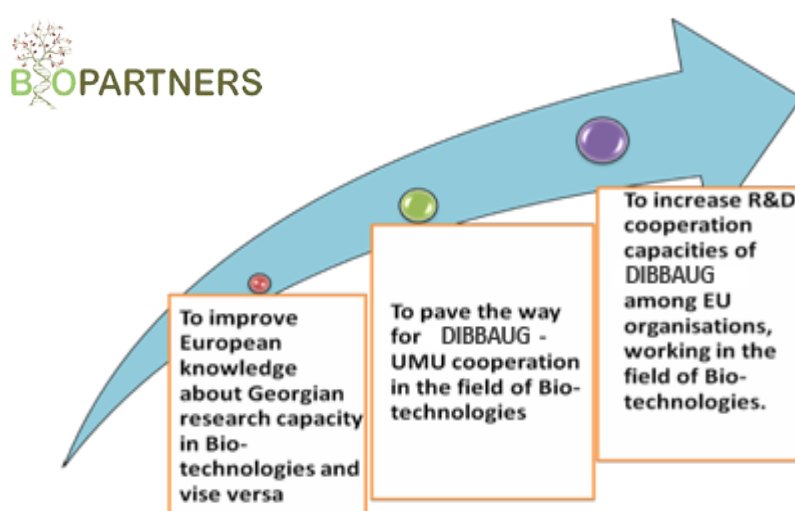 BIOPARTNERS
To improve
European
knowledge
about Georgian
research capacity
in Bio-
technologies and
vise versa
To pave the way
for DIBBAUG -
UMU cooperation
in the field of Bio-
technologies
To increase R&D
cooperation
capacities of
DIBBAUG
among EU
organisations,
working in the
field of Bio-
technologies.